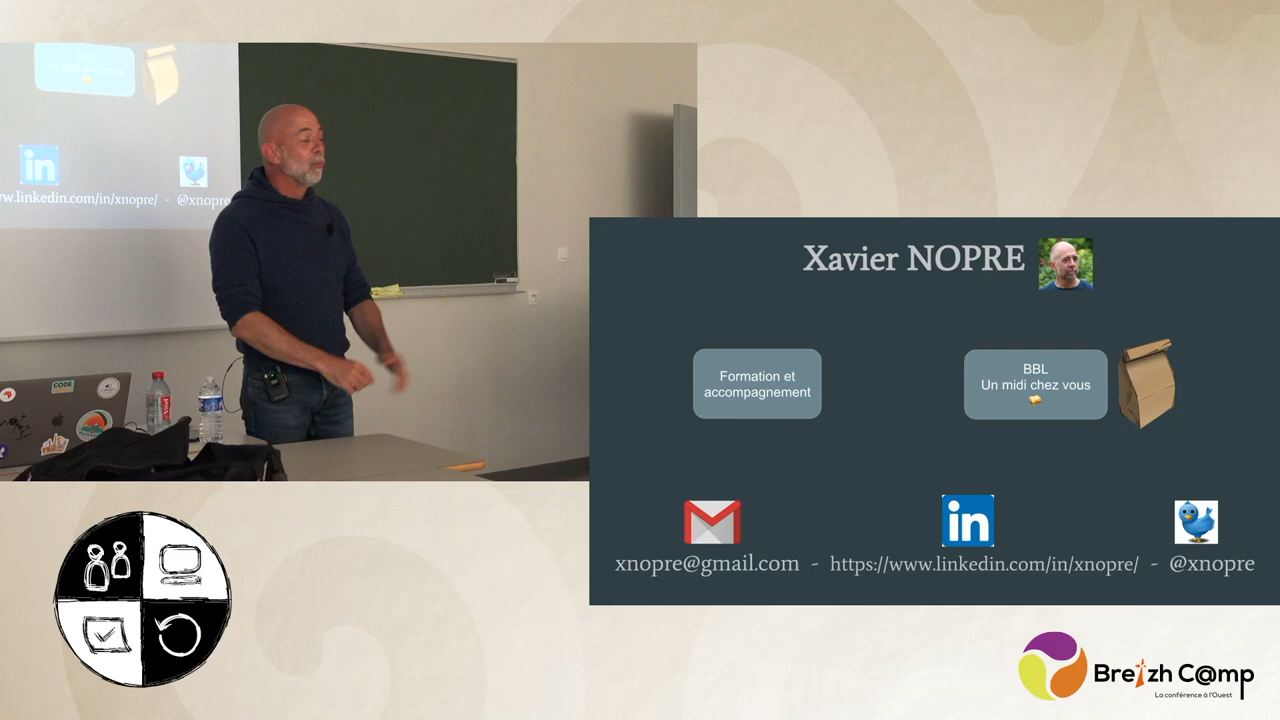 www.linkedin.com/in/xnopre/ - @xnopre
CODE
Xavier NOPRE
Formation et
accompagnement
BBL
Un midi chez vous
xnopre@gmail.com - https://www.linkedin.com/in/xnopre/ - @xnopre
Breizh C@mp
La conférence à l'Ouest